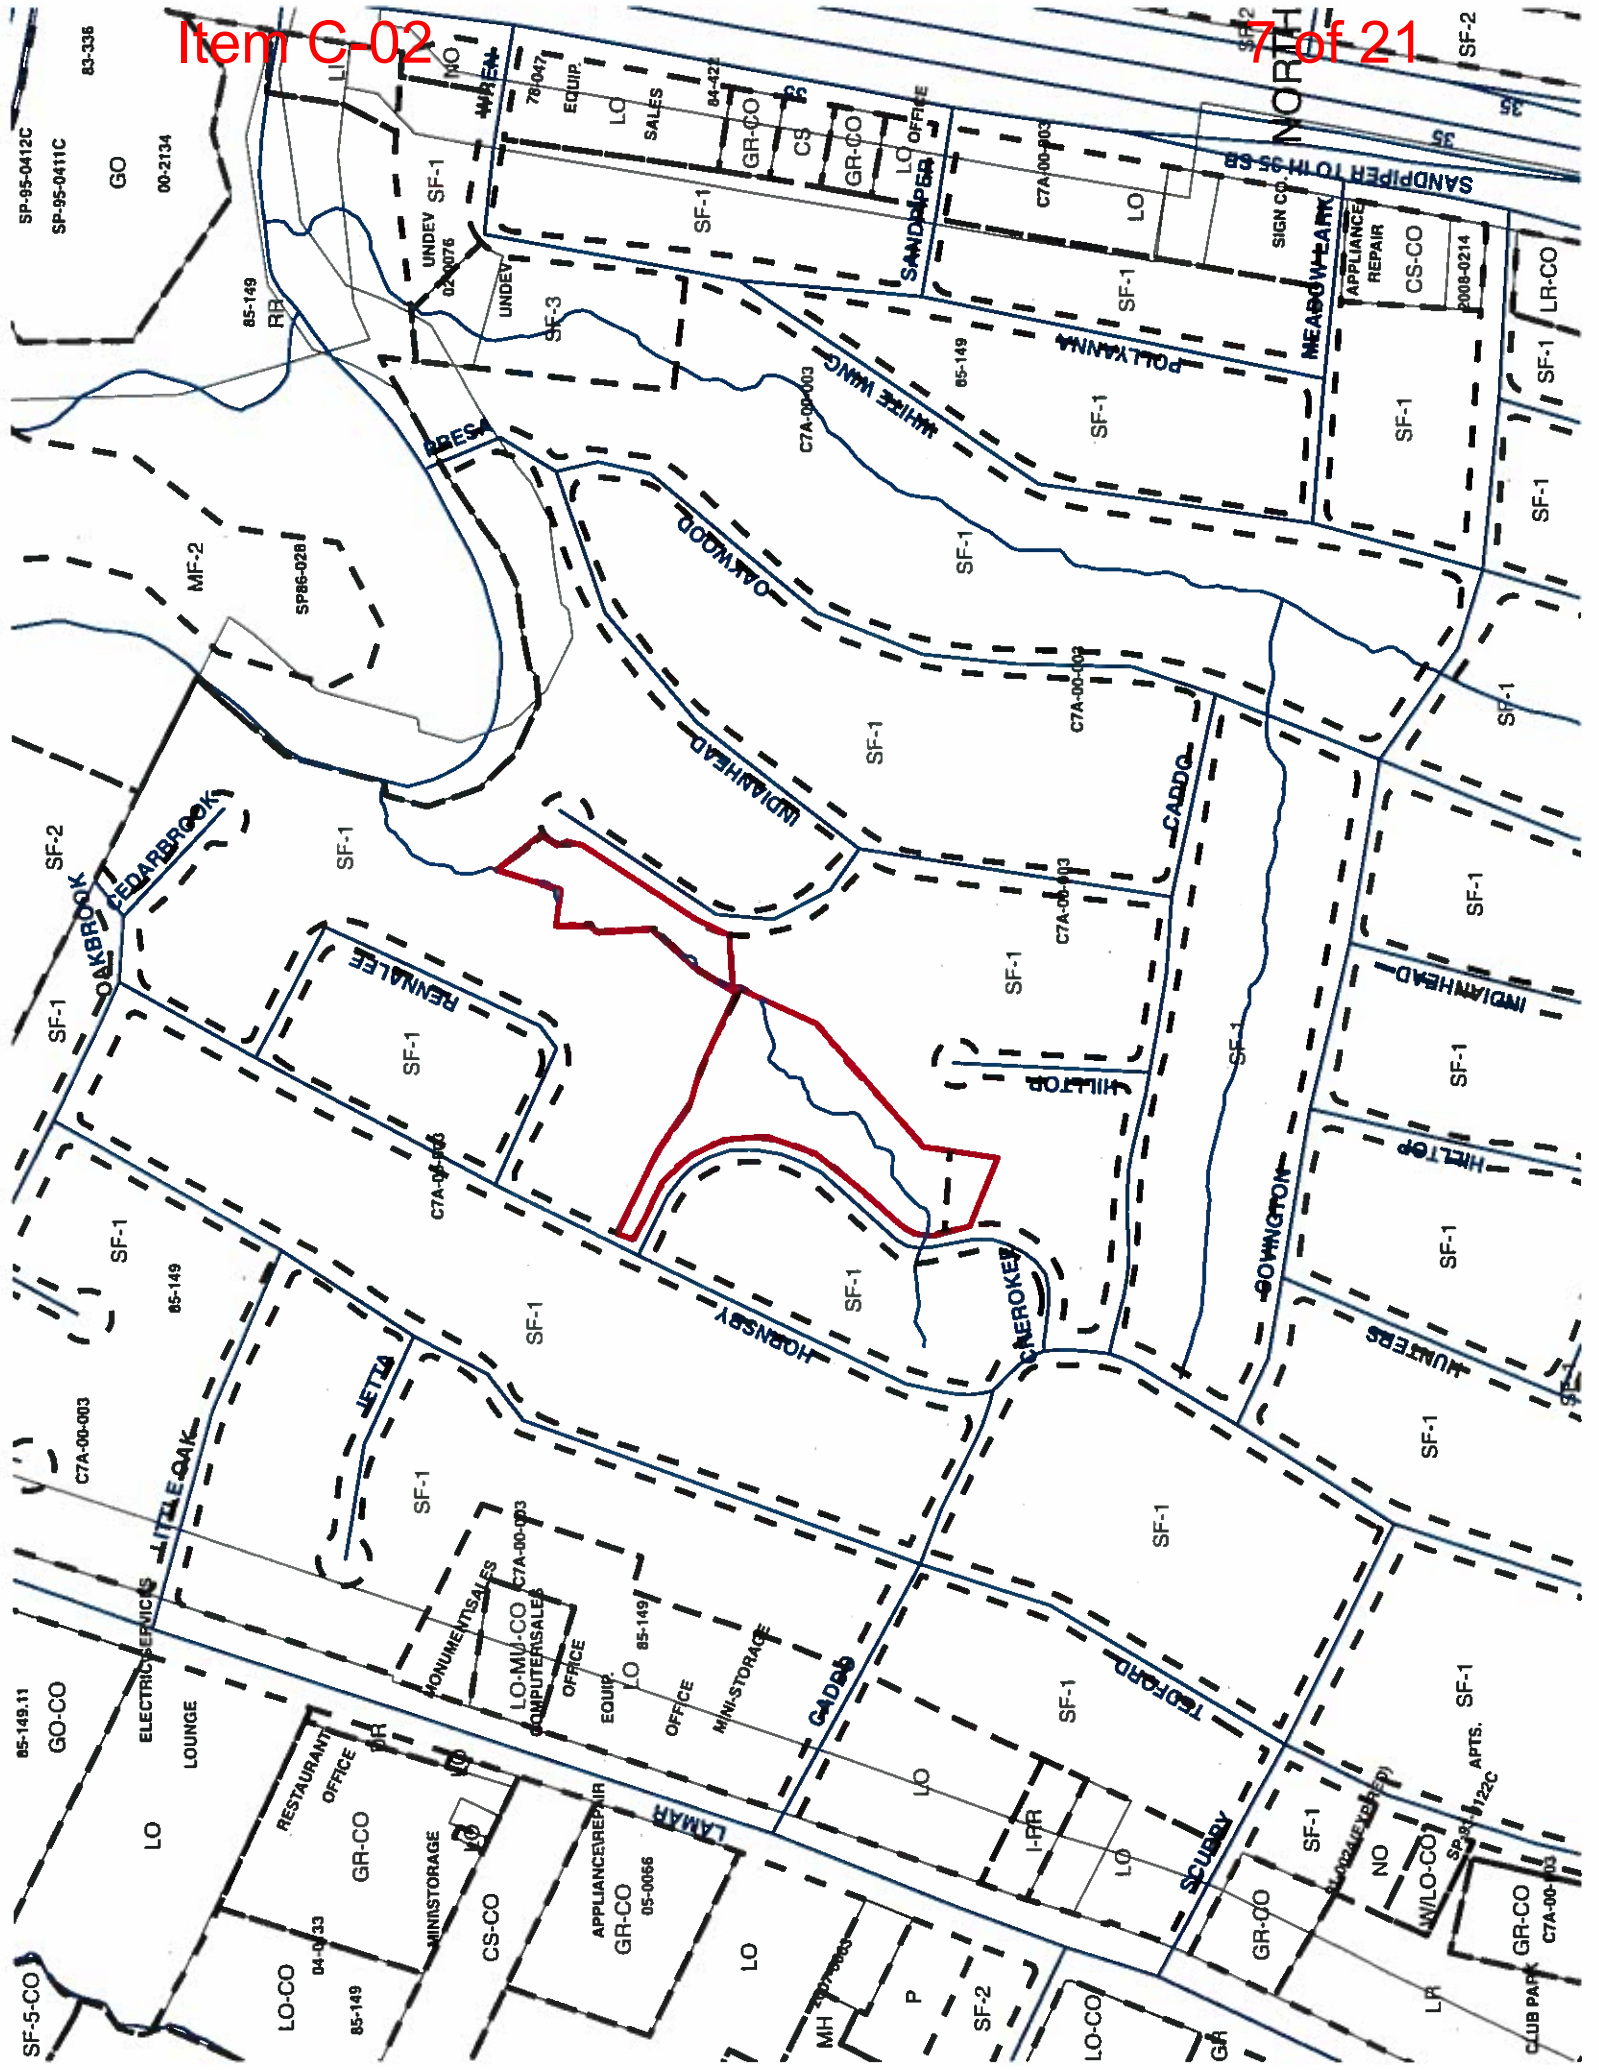 Item C-02
7 of 21
83-336
SP-95-0412C
SP-95-0411C
GO
00-2134
LI
NO
WREN
78-047
EQUIP.
LO
SALES
84-422
35
GR-CO
CS
GR-CO
LO
OFFICE
SF-2
NORTH
SF-2
35
35
SANDPIPER TO IH 35 SB
SF-1
UNDEV
UNDEV
SF-1
SANDPIPER
C7A-00-003
LO
SIGN CO.
MEADOWLARK
APPLIANCE
REPAIR
CS-CO
2008-0214
LR-CO
85-149
RR
SF-3
SF-1
POLLYANNA
85-149
WHITE WING
C7A-00-003
SF-1
SF-1
SF-1
SF-1
PRESA
MF-2
SP86-028
OAKWOOD
SF-1
C7A-00-003
SF-1
SF-1
INDIANHEAD
CADDO
SF-2
CEDARBROOK
OAKBROOK
SF-1
SF-1
RENNALEE
SF-1
SF-1
C7A-00-003
SF-1
INDIANHEAD
SF-1
HILLTOP
SF-1
SF-1
HILLTOP
C7A-00-003
SF-1
85-149
SF-1
HORNSBY
SF-1
CHEROKEE
COVINGTON
SF-1
HUNTERS
SF-1
SF-1
JETTA
C7A-00-003
LITTLE OAK
SF-1
C7A-00-003
SF-1
MONUMENT\SALES
LO-MU-CO
COMPUTER\SALES
OFFICE
EQUIP.
LO
85-149
OFFICE
MINI-STORAGE
CADDO
SF-1
TEDFORD
SF-1
85-149.11
GO-CO
ELECTRIC\SERVICES
LOUNGE
LO
RESTAURANT
OFFICE
DR
GR-CO
MINI\STORAGE
CS-CO
APPLIANCE\REPAIR
GR-CO
05-0066
LAMAR
LO
I-RR
LO
SCURRY
SF-1
NO
W/LO-CO
APTS.
GR-CO
GR-CO
C7A-00-003
SF-5-CO
LO-CO
85-149
LO
MH
P
SF-2
LO-CO
GR
LR
CLUB PARK